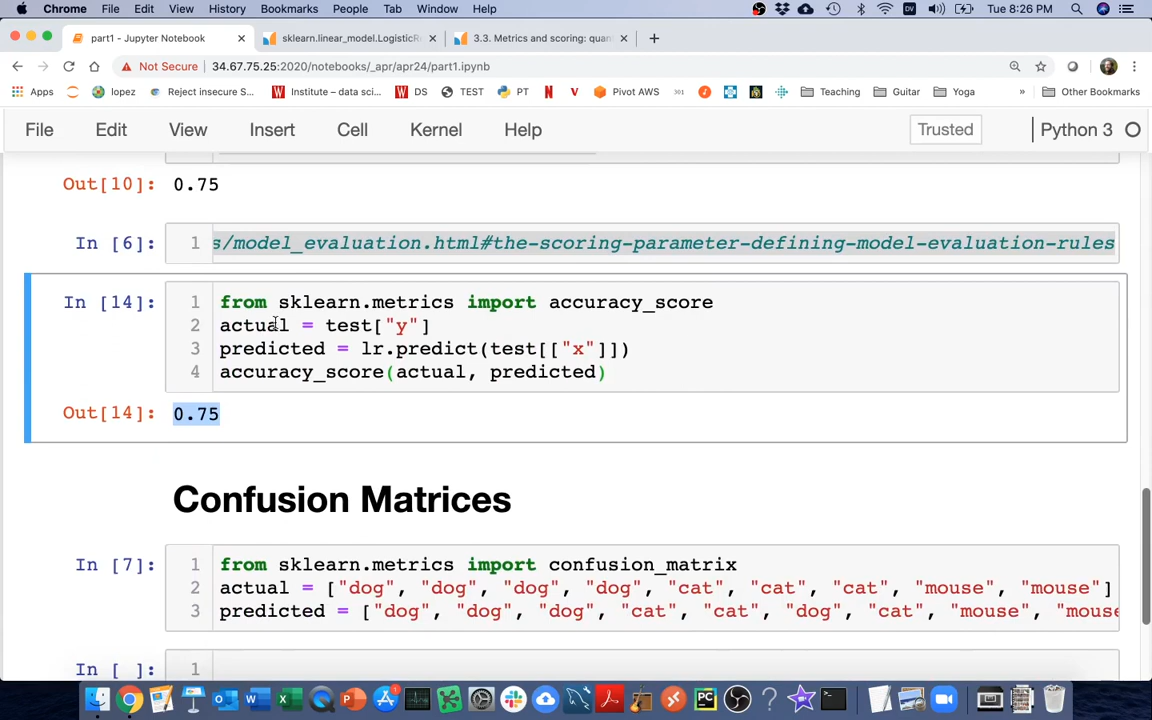 Chrome File Edit View History Bookmarks People Tab Window Help Tue 8:26 PM
part1 - Jupyter Notebook sklearn.linear_model.LogisticR 3.3. Metrics and scoring: quan
Not Secure 34.67.75.25:2020/notebooks/_apr/apr24/part1.ipynb
Apps lopez Reject insecure S... Institute – data sci... DS TEST PT Pivot AWS 301 Teaching Guitar Yoga » Other Bookmarks
File Edit View Insert Cell Kernel Help Trusted Python 3
Out[10]: 0.75
In [6]: 1 s/model_evaluation.html#the-scoring-parameter-defining-model-evaluation-rules
In [14]: 1 from sklearn.metrics import accuracy_score
2 actual = test["y"]
3 predicted = lr.predict(test[["x"]])
4 accuracy_score(actual, predicted)
Out[14]: 0.75
Confusion Matrices
In [7]: 1 from sklearn.metrics import confusion_matrix
2 actual = ["dog", "dog", "dog", "dog", "cat", "cat", "cat", "mouse", "mouse"]
3 predicted = ["dog", "dog", "dog", "cat", "cat", "dog", "cat", "mouse", "mouse
In [ ]: 1